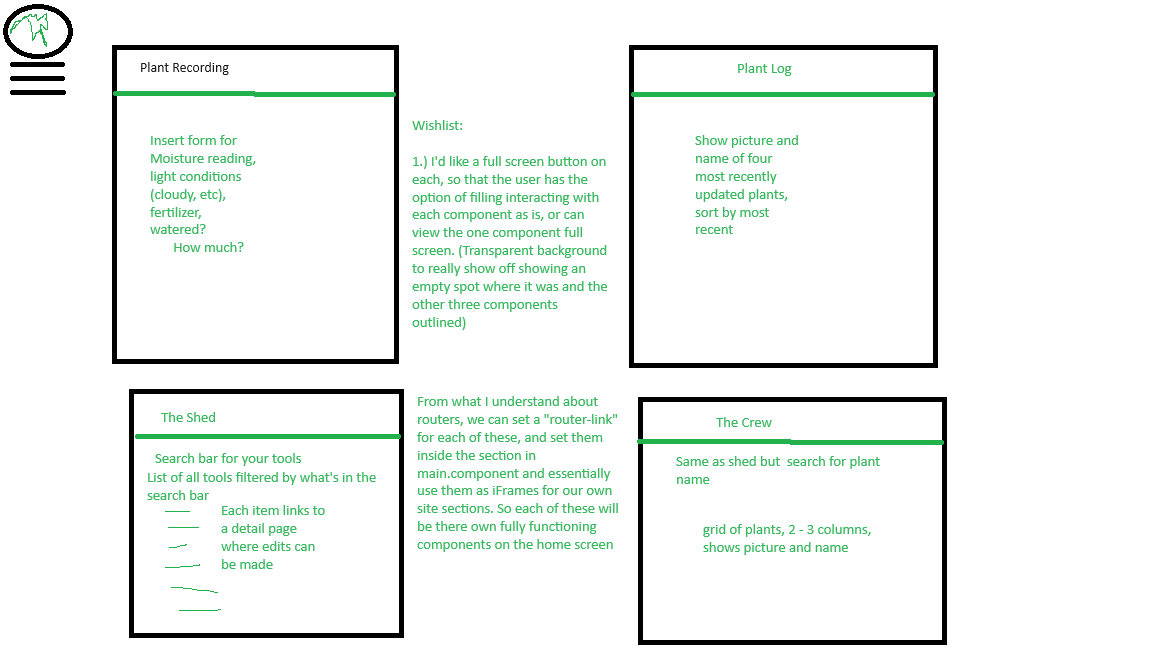 Plant Recording
Insert form for
Moisture reading,
light conditions
(cloudy, etc),
fertilizer,
watered?
How much?
Wishlist:
1.) I'd like a full screen button on
each, so that the user has the
option of filling interacting with
each component as is, or can
view the one component full
screen. (Transparent background
to really show off showing an
empty spot where it was and the
other three components
outlined)
Plant Log
Show picture and
name of four
most recently
updated plants,
sort by most
recent
The Shed
Search bar for your tools
List of all tools filtered by what's in the
search bar
Each item links to
a detail page
where edits can
be made
From what I understand about
routers, we can set a "router-link"
for each of these, and set them
inside the section in
main.component and essentially
use them as iFrames for our own
site sections. So each of these will
be there own fully functioning
components on the home screen
The Crew
Same as shed but search for plant
name
grid of plants, 2 - 3 columns,
shows picture and name